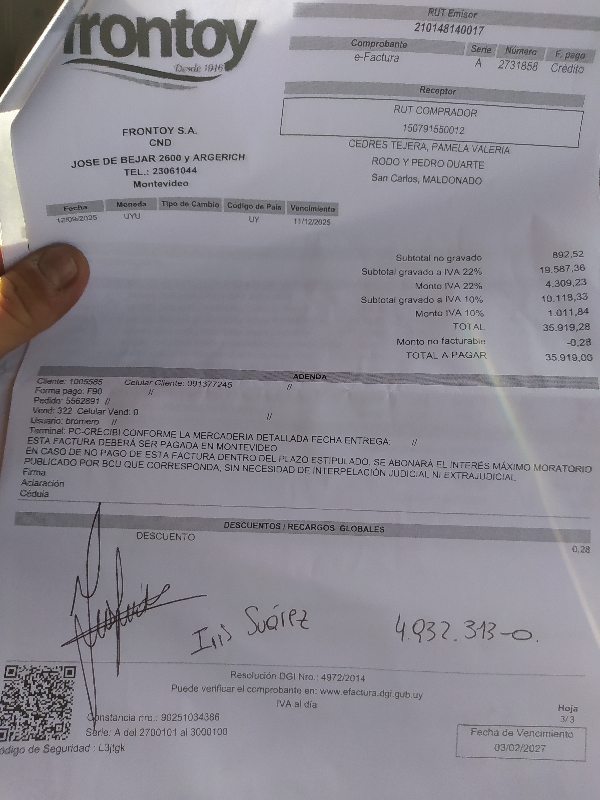 frontoy
Desde 1916
RUT Emisor
210148140017
Comprobante Serie Numero F. pago
e-Factura A 2731858 Crédito
Receptor
RUT COMPRADOR
150791550012
CEDRES TEJERA, PAMELA VALERIA
RODO Y PEDRO DUARTE
San Carlos, MALDONADO
FRONTOY S.A.
CND
JOSE DE BEJAR 2600 y ARGERICH
TEL.: 23061044
Montevideo
Fecha Moneda Tipo de Cambio Codigo de Pais Vencimiento
12/09/2025 UYU UY 11/12/2025
Subtotal no gravado 892,52
Subtotal gravado a IVA 22% 19.587,36
Monto IVA 22% 4.309,23
Subtotal gravado a IVA 10% 10.118,33
Monto IVA 10% 1.011,84
TOTAL 35.919,28
Monto no facturable -0,28
TOTAL A PAGAR 35.919,00
ADENDA
Cliente: 1005585 Celular Cliente: 091377245 //
Forma pago: F90 //
Pedido: 5562891 //
Vend: 322 Celular Vend: 0 //
Usuario: bromero //
Terminal: PC-CRECIBI CONFORME LA MERCADERIA DETALLADA FECHA ENTREGA: //
ESTA FACTURA DEBERÁ SER PAGADA EN MONTEVIDEO
EN CASO DE NO PAGO DE ESTA FACTURA DENTRO DEL PLAZO ESTIPULADO, SE ABONARÁ EL INTERÉS MÁXIMO MORATORIO
PUBLICADO POR BCU QUE CORRESPONDA, SIN NECESIDAD DE INTERPELACIÓN JUDICIAL NI EXTRAJUDICIAL
Firma
Aclaración
Cédula
DESCUENTOS / RECARGOS GLOBALES
DESCUENTO 0,28
Iris Suárez 4.932.313-0.
Resolución DGI Nro.: 4972/2014
Puede verificar el comprobante en: www.efactura.dgi.gub.uy
IVA al día
Constancia nro.: 90251034386
Serie: A del 2700101 al 3000100
Código de Seguridad : L3jtgk
Hoja
3/ 3
Fecha de Vencimiento
03/02/2027